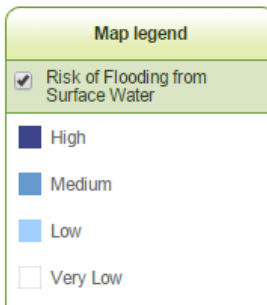 Map legend
Risk of Flooding from
Surface Water
High
Medium
Low
Very Low